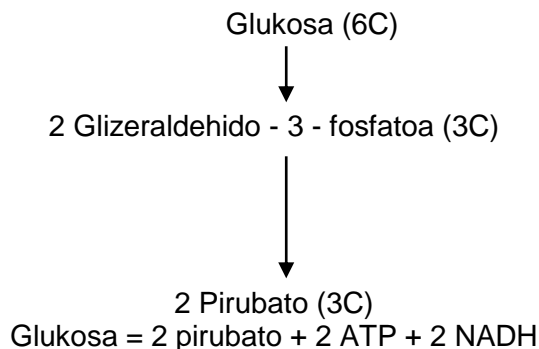 Glukosa (6C)
2 Glizeraldehido - 3 - fosfatoa (3C)
2 Pirubato (3C)
Glukosa = 2 pirubato + 2 ATP + 2 NADH